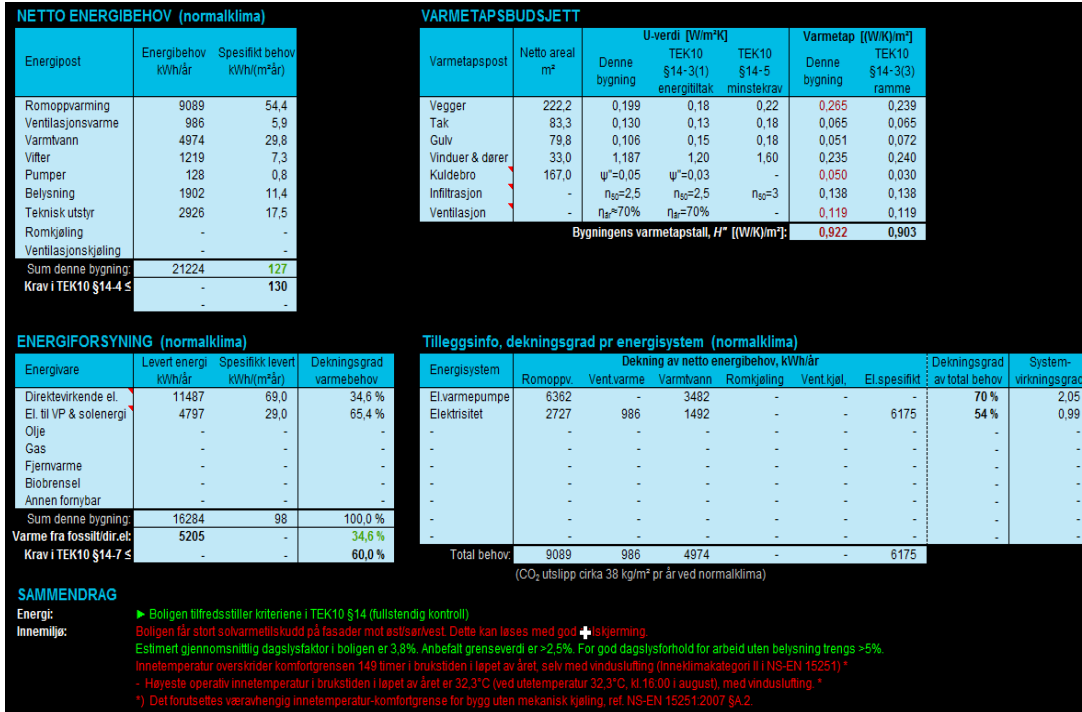 NETTO ENERGIBEHOV (normalklima)
Energipost Energibehov kWh/år Spesifikt behov kWh/(m²år)
Romoppvarming 9089 54,4
Ventilasjonsvarme 986 5,9
Varmtvann 4974 29,8
Vifter 1219 7,3
Pumper 128 0,8
Belysning 1902 11,4
Teknisk utstyr 2926 17,5
Romkjøling - -
Ventilasjonskjøling - -
Sum denne bygning: 21224 127
Krav i TEK10 §14-4 ≤ - 130
- -
VARMETAPSBUDSJETT
U-verdi [W/m²K] Varmetap [(W/K)/m²]
Varmetapspost Netto areal m² Denne bygning TEK10 §14-3(1) energitiltak TEK10 §14-5 minstekrav Denne bygning TEK10 §14-3(3) ramme
Vegger 222,2 0,199 0,18 0,22 0,265 0,239
Tak 83,3 0,130 0,13 0,18 0,065 0,065
Gulv 79,8 0,106 0,15 0,18 0,051 0,072
Vinduer & dører 33,0 1,187 1,20 1,60 0,235 0,240
Kuldebro 167,0 ψ"=0,05 ψ"=0,03 - 0,050 0,030
Infiltrasjon - n₅₀=2,5 n₅₀=2,5 n₅₀=3 0,138 0,138
Ventilasjon - ηår≈70% ηår=70% - 0,119 0,119
Bygningens varmetapstall, H" [(W/K)/m²]: 0,922 0,903
ENERGIFORSYNING (normalklima)
Energivare Levert energi kWh/år Spesifikk levert kWh/(m²år) Dekningsgrad varmebehov
Direktevirkende el. 11487 69,0 34,6 %
El. til VP & solenergi 4797 29,0 65,4 %
Olje - - -
Gas - - -
Fjernvarme - - -
Biobrensel - - -
Annen fornybar - - -
Sum denne bygning: 16284 98 100,0 %
Varme fra fossilt/dir.el: 5205 - 34,6 %
Krav i TEK10 §14-7 ≤ - - 60,0 %
Tilleggsinfo, dekningsgrad pr energisystem (normalklima)
Energisystem Dekning av netto energibehov, kWh/år Dekningsgrad av total behov System- virkningsgrad
Romoppv. Vent.varme Varmtvann Romkjøling Vent.kjøl, El.spesifikt
El.varmepumpe 6362 - 3482 - - - 70 % 2,05
Elektrisitet 2727 986 1492 - - 6175 54 % 0,99
- - - - - - - - -
- - - - - - - - -
- - - - - - - - -
- - - - - - - - -
- - - - - - - - -
- - - - - - - - -
- - - - - - - - -
Total behov: 9089 986 4974 - - 6175
(CO₂ utslipp cirka 38 kg/m² pr år ved normalklima)
SAMMENDRAG
Energi: ► Boligen tilfredsstiller kriteriene i TEK10 §14 (fullstendig kontroll)
Innemiljø: Boligen får stort solvarmetilskudd på fasader mot øst/sør/vest. Dette kan løses med god lskjerming.
Estimert gjennomsnittlig dagslysfaktor i boligen er 3,8%. Anbefalt grenseverdi er >2,5%. For god dagslysforhold for arbeid uten belysning trengs >5%.
Innetemperatur overskrider komfortgrensen 149 timer i brukstiden i løpet av året, selv med vinduslufting (Inneklimakategori II i NS-EN 15251) *
- Høyeste operativ innetemperatur i brukstiden i løpet av året er 32,3°C (ved utetemperatur 32,3°C, kl.16:00 i august), med vinduslufting. *
*) Det forutsettes væravhengig innetemperatur-komfortgrense for bygg uten mekanisk kjøling, ref. NS-EN 15251:2007 §A.2.